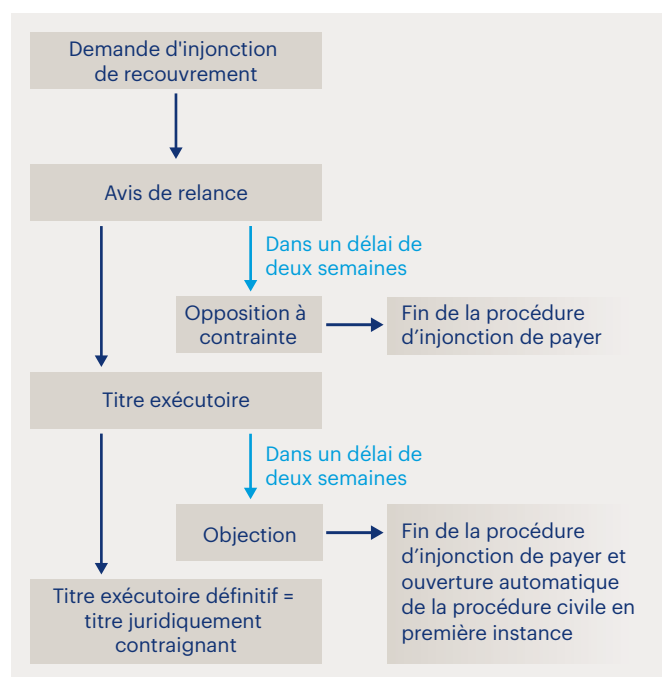 Demande d'injonction
de recouvrement
Avis de relance
Dans un délai de
deux semaines
Opposition à
contrainte
Fin de la procédure
d’injonction de payer
Titre exécutoire
Dans un délai de
deux semaines
Objection
Fin de la procédure
d’injonction de payer et
ouverture automatique
de la procédure civile en
première instance
Titre exécutoire définitif =
titre juridiquement
contraignant